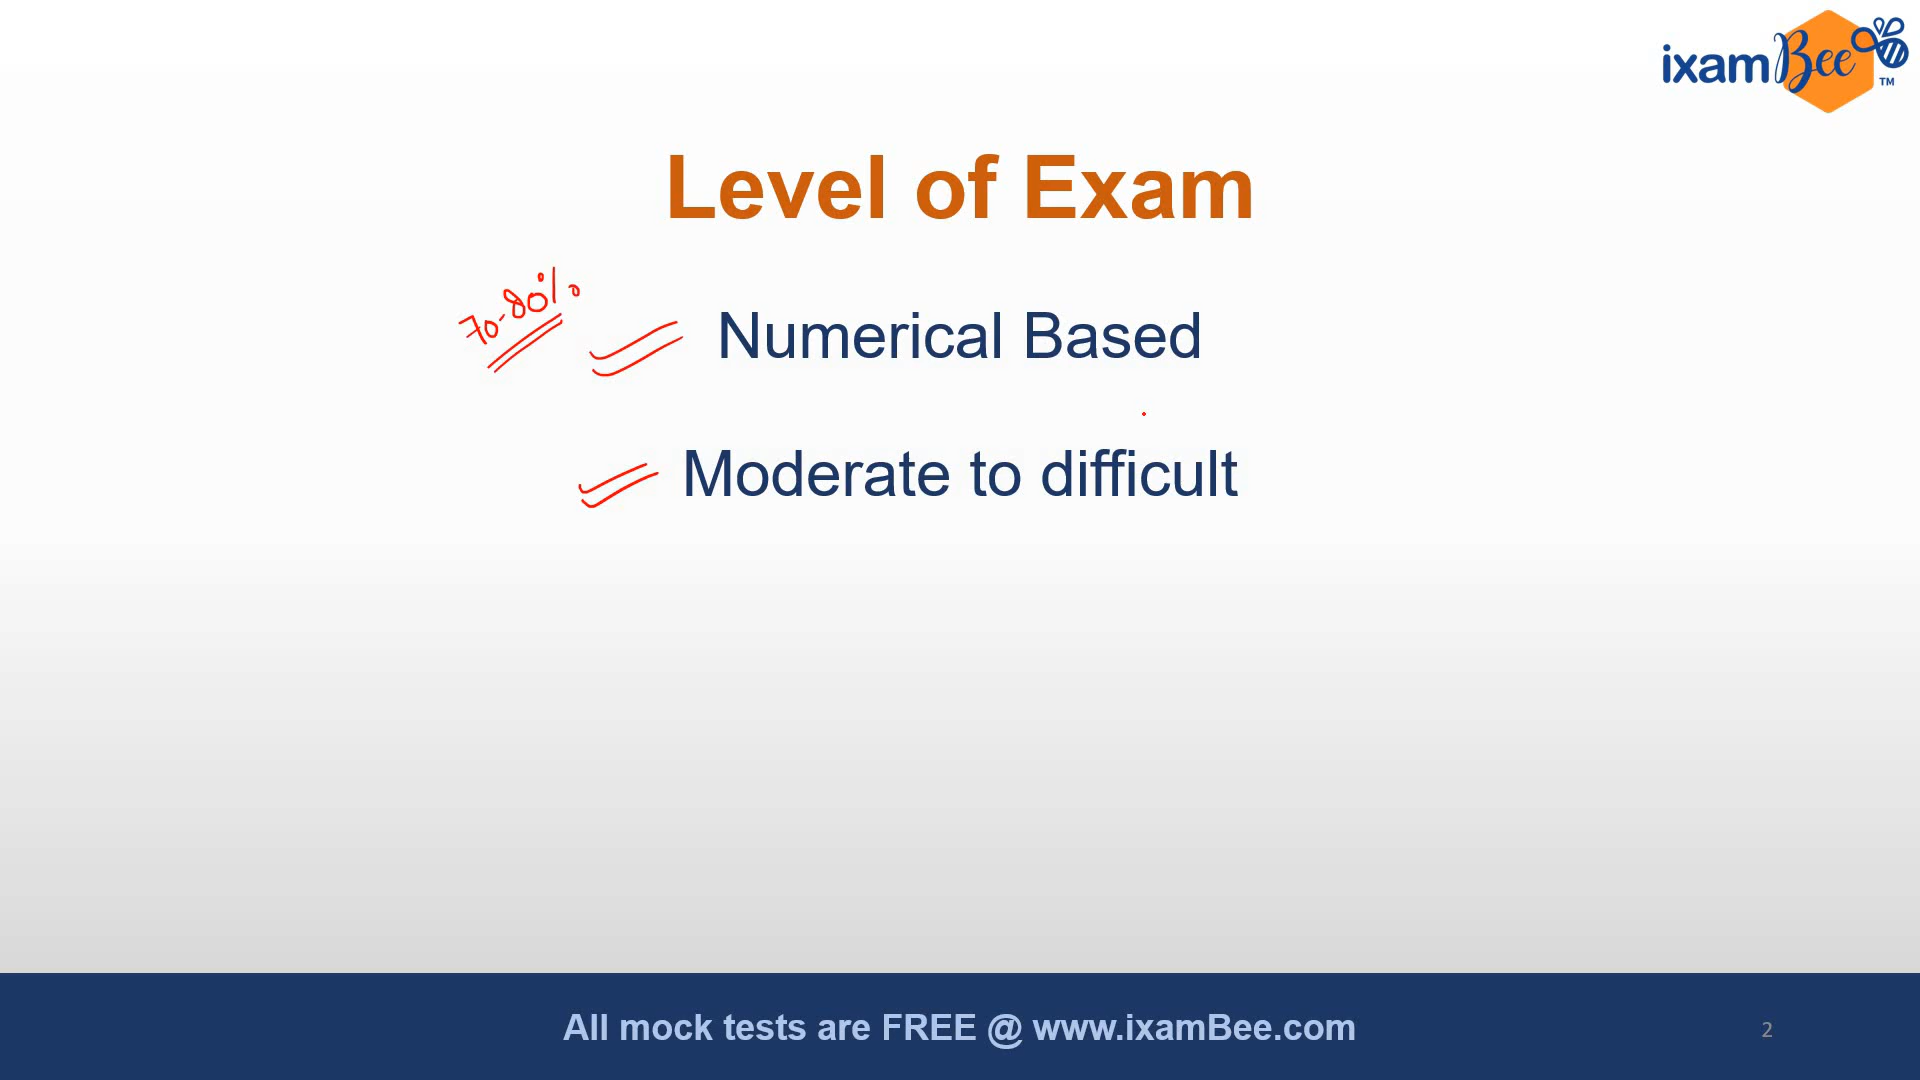 ixamBee TM
Level of Exam
70-80%
Numerical Based
Moderate to difficult
All mock tests are FREE @ www.ixamBee.com
2